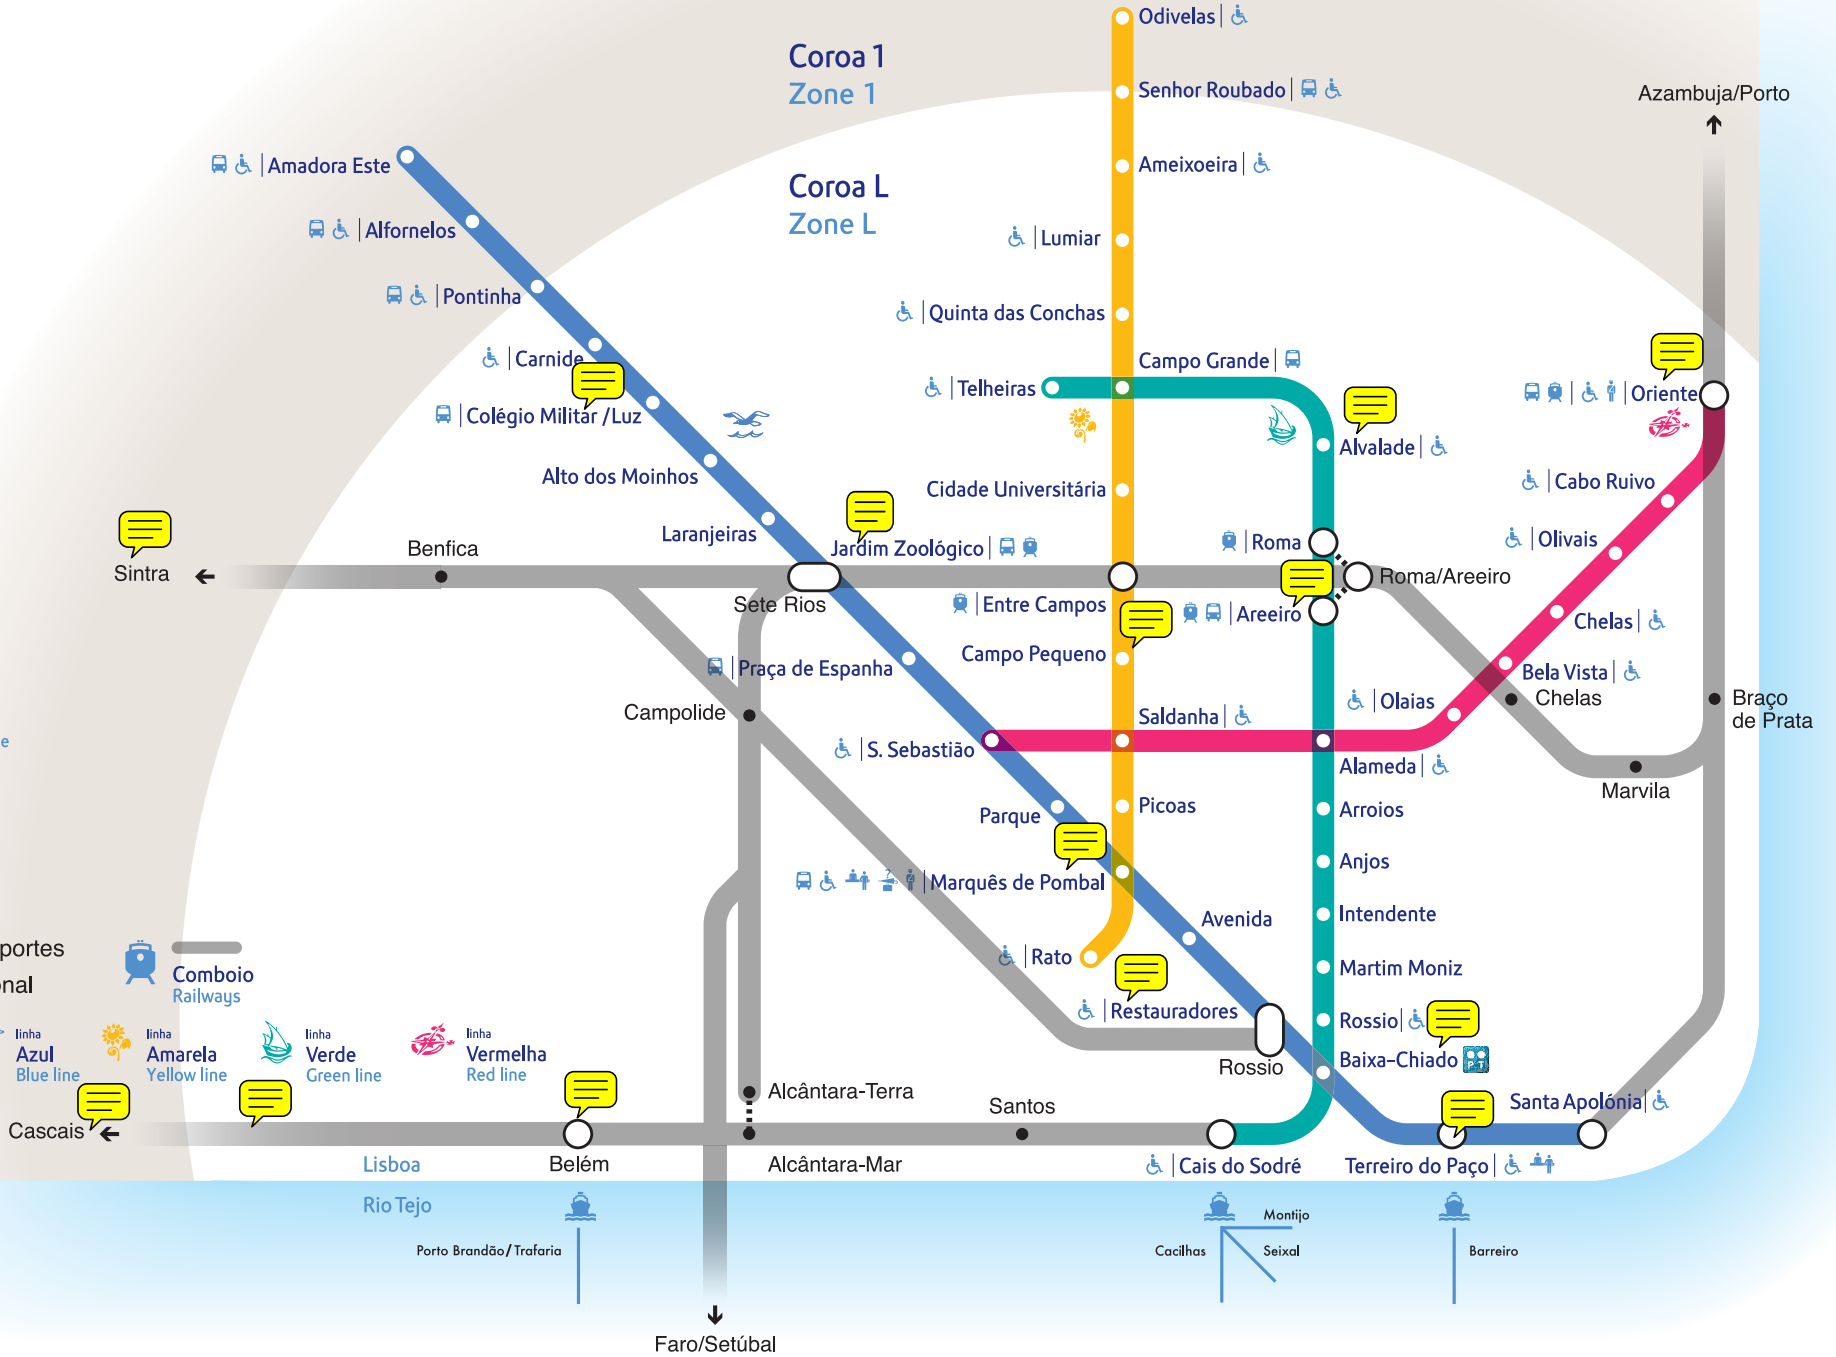 Odivelas
Coroa 1
Zone 1
Senhor Roubado
Azambuja/Porto
Amadora Este
Ameixoeira
Coroa L
Zone L
Alfornelos
Lumiar
Pontinha
Quinta das Conchas
Carnide
Campo Grande
Telheiras
Oriente
Colégio Militar /Luz
Alvalade
Alto dos Moinhos
Cidade Universitária
Cabo Ruivo
Laranjeiras
Jardim Zoológico
Roma
Olivais
Benfica
Sintra
Roma/Areeiro
Sete Rios
Entre Campos
Areeiro
Chelas
Campo Pequeno
Praça de Espanha
Bela Vista
Campolide
Saldanha
Olaias
Chelas
Braço
de Prata
e
S. Sebastião
Alameda
Marvila
Parque
Picoas
Arroios
Anjos
Marquês de Pombal
Avenida
Intendente
portes
nal
Comboio
Railways
Rato
Martim Moniz
Restauradores
Rossio
linha
Azul
Blue line
linha
Amarela
Yellow line
linha
Verde
Green line
linha
Vermelha
Red line
Rossio
Baixa-Chiado
PT
Alcântara-Terra
Santos
Santa Apolónia
Cascais
Lisboa
Belém
Alcântara-Mar
Cais do Sodré
Terreiro do Paço
Rio Tejo
Montijo
Porto Brandão/Trafaria
Cacilhas
Seixal
Barreiro
Faro/Setúbal